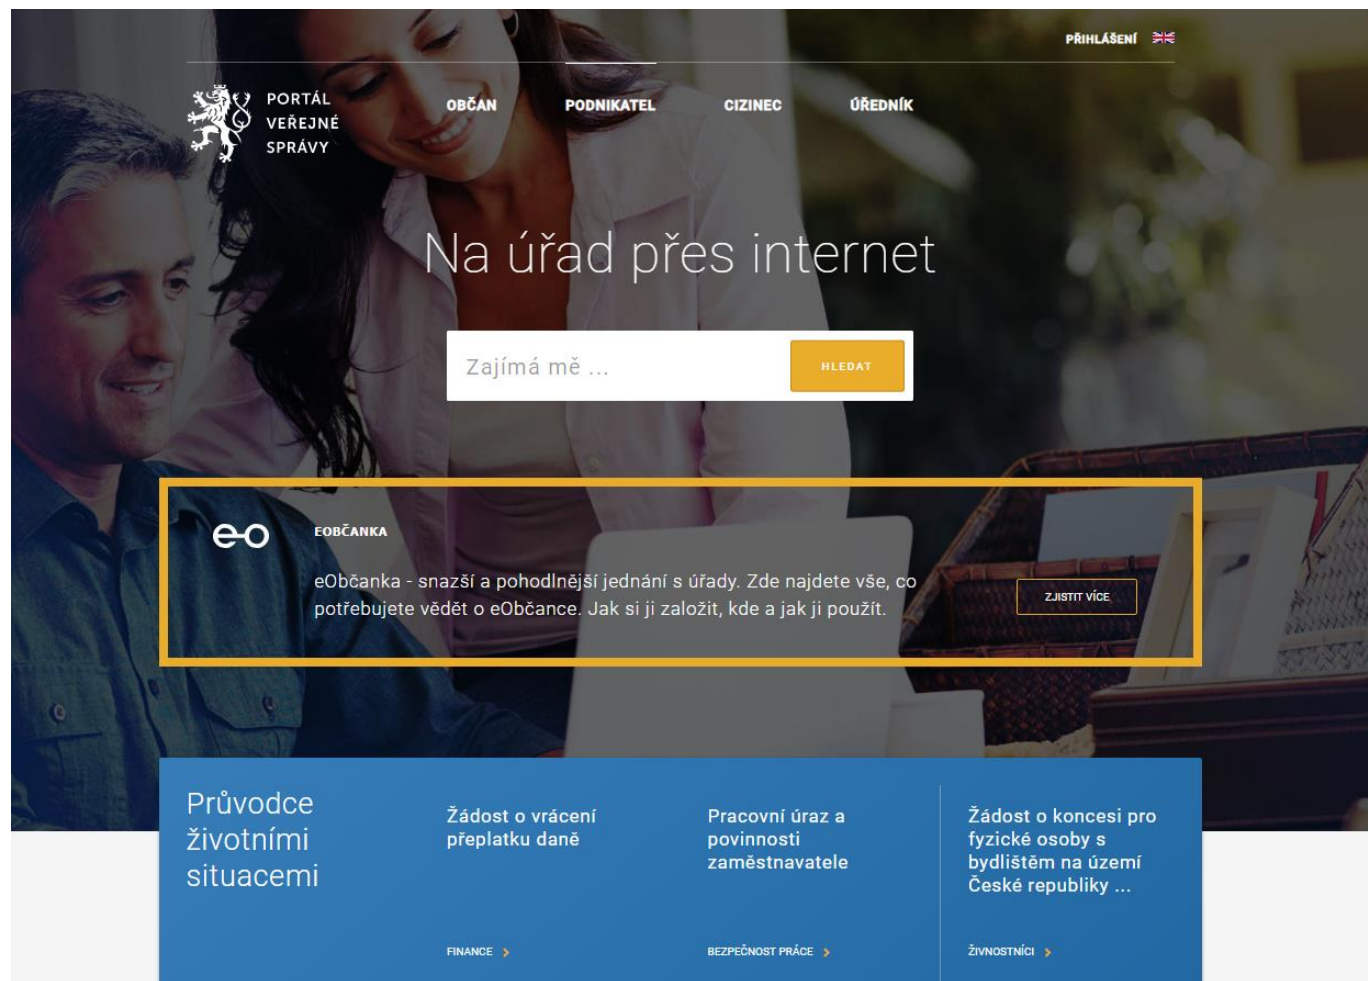 PŘIHLÁŠENÍ
PORTÁL
VEŘEJNÉ
SPRÁVY
OBČAN PODNIKATEL CIZINEC ÚŘEDNÍK
Na úřad přes internet
Zajímá mě ...
HLEDAT
e-o
EOBČANKA
eObčanka - snazší a pohodlnější jednání s úřady. Zde najdete vše, co
potřebujete vědět o eObčance. Jak si ji založit, kde a jak ji použít.
ZJISTIT VÍCE
Průvodce
životními
situacemi
Žádost o vrácení
přeplatku daně
FINANCE
Pracovní úraz a
povinnosti
zaměstnavatele
BEZPEČNOST PRÁCE
Žádost o koncesi pro
fyzické osoby s
bydlištěm na území
České republiky ...
ŽIVNOSTNÍCI